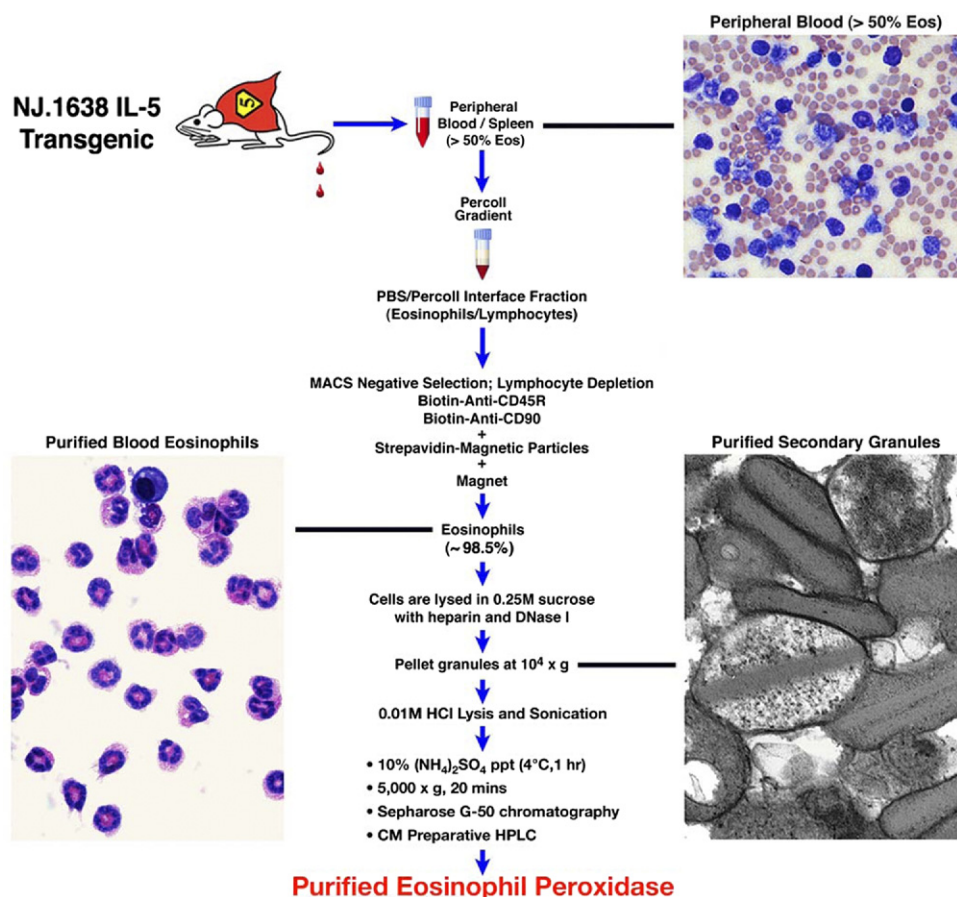 Peripheral Blood (> 50% Eos)
NJ.1638 IL-5
Transgenic
5
Peripheral
Blood / Spleen
(> 50% Eos)
Percoll
Gradient
PBS/Percoll Interface Fraction
(Eosinophils/Lymphocytes)
MACS Negative Selection; Lymphocyte Depletion
Biotin-Anti-CD45R
Biotin-Anti-CD90
+
Strepavidin-Magnetic Particles
+
Magnet
Purified Blood Eosinophils
Purified Secondary Granules
Eosinophils
(~98.5%)
Cells are lysed in 0.25M sucrose
with heparin and DNase I
Pellet granules at 10⁴ x g
0.01M HCl Lysis and Sonication
• 10% (NH₄)₂SO₄ ppt (4°C,1 hr)
• 5,000 x g, 20 mins
• Sepharose G-50 chromatography
• CM Preparative HPLC
Purified Eosinophil Peroxidase